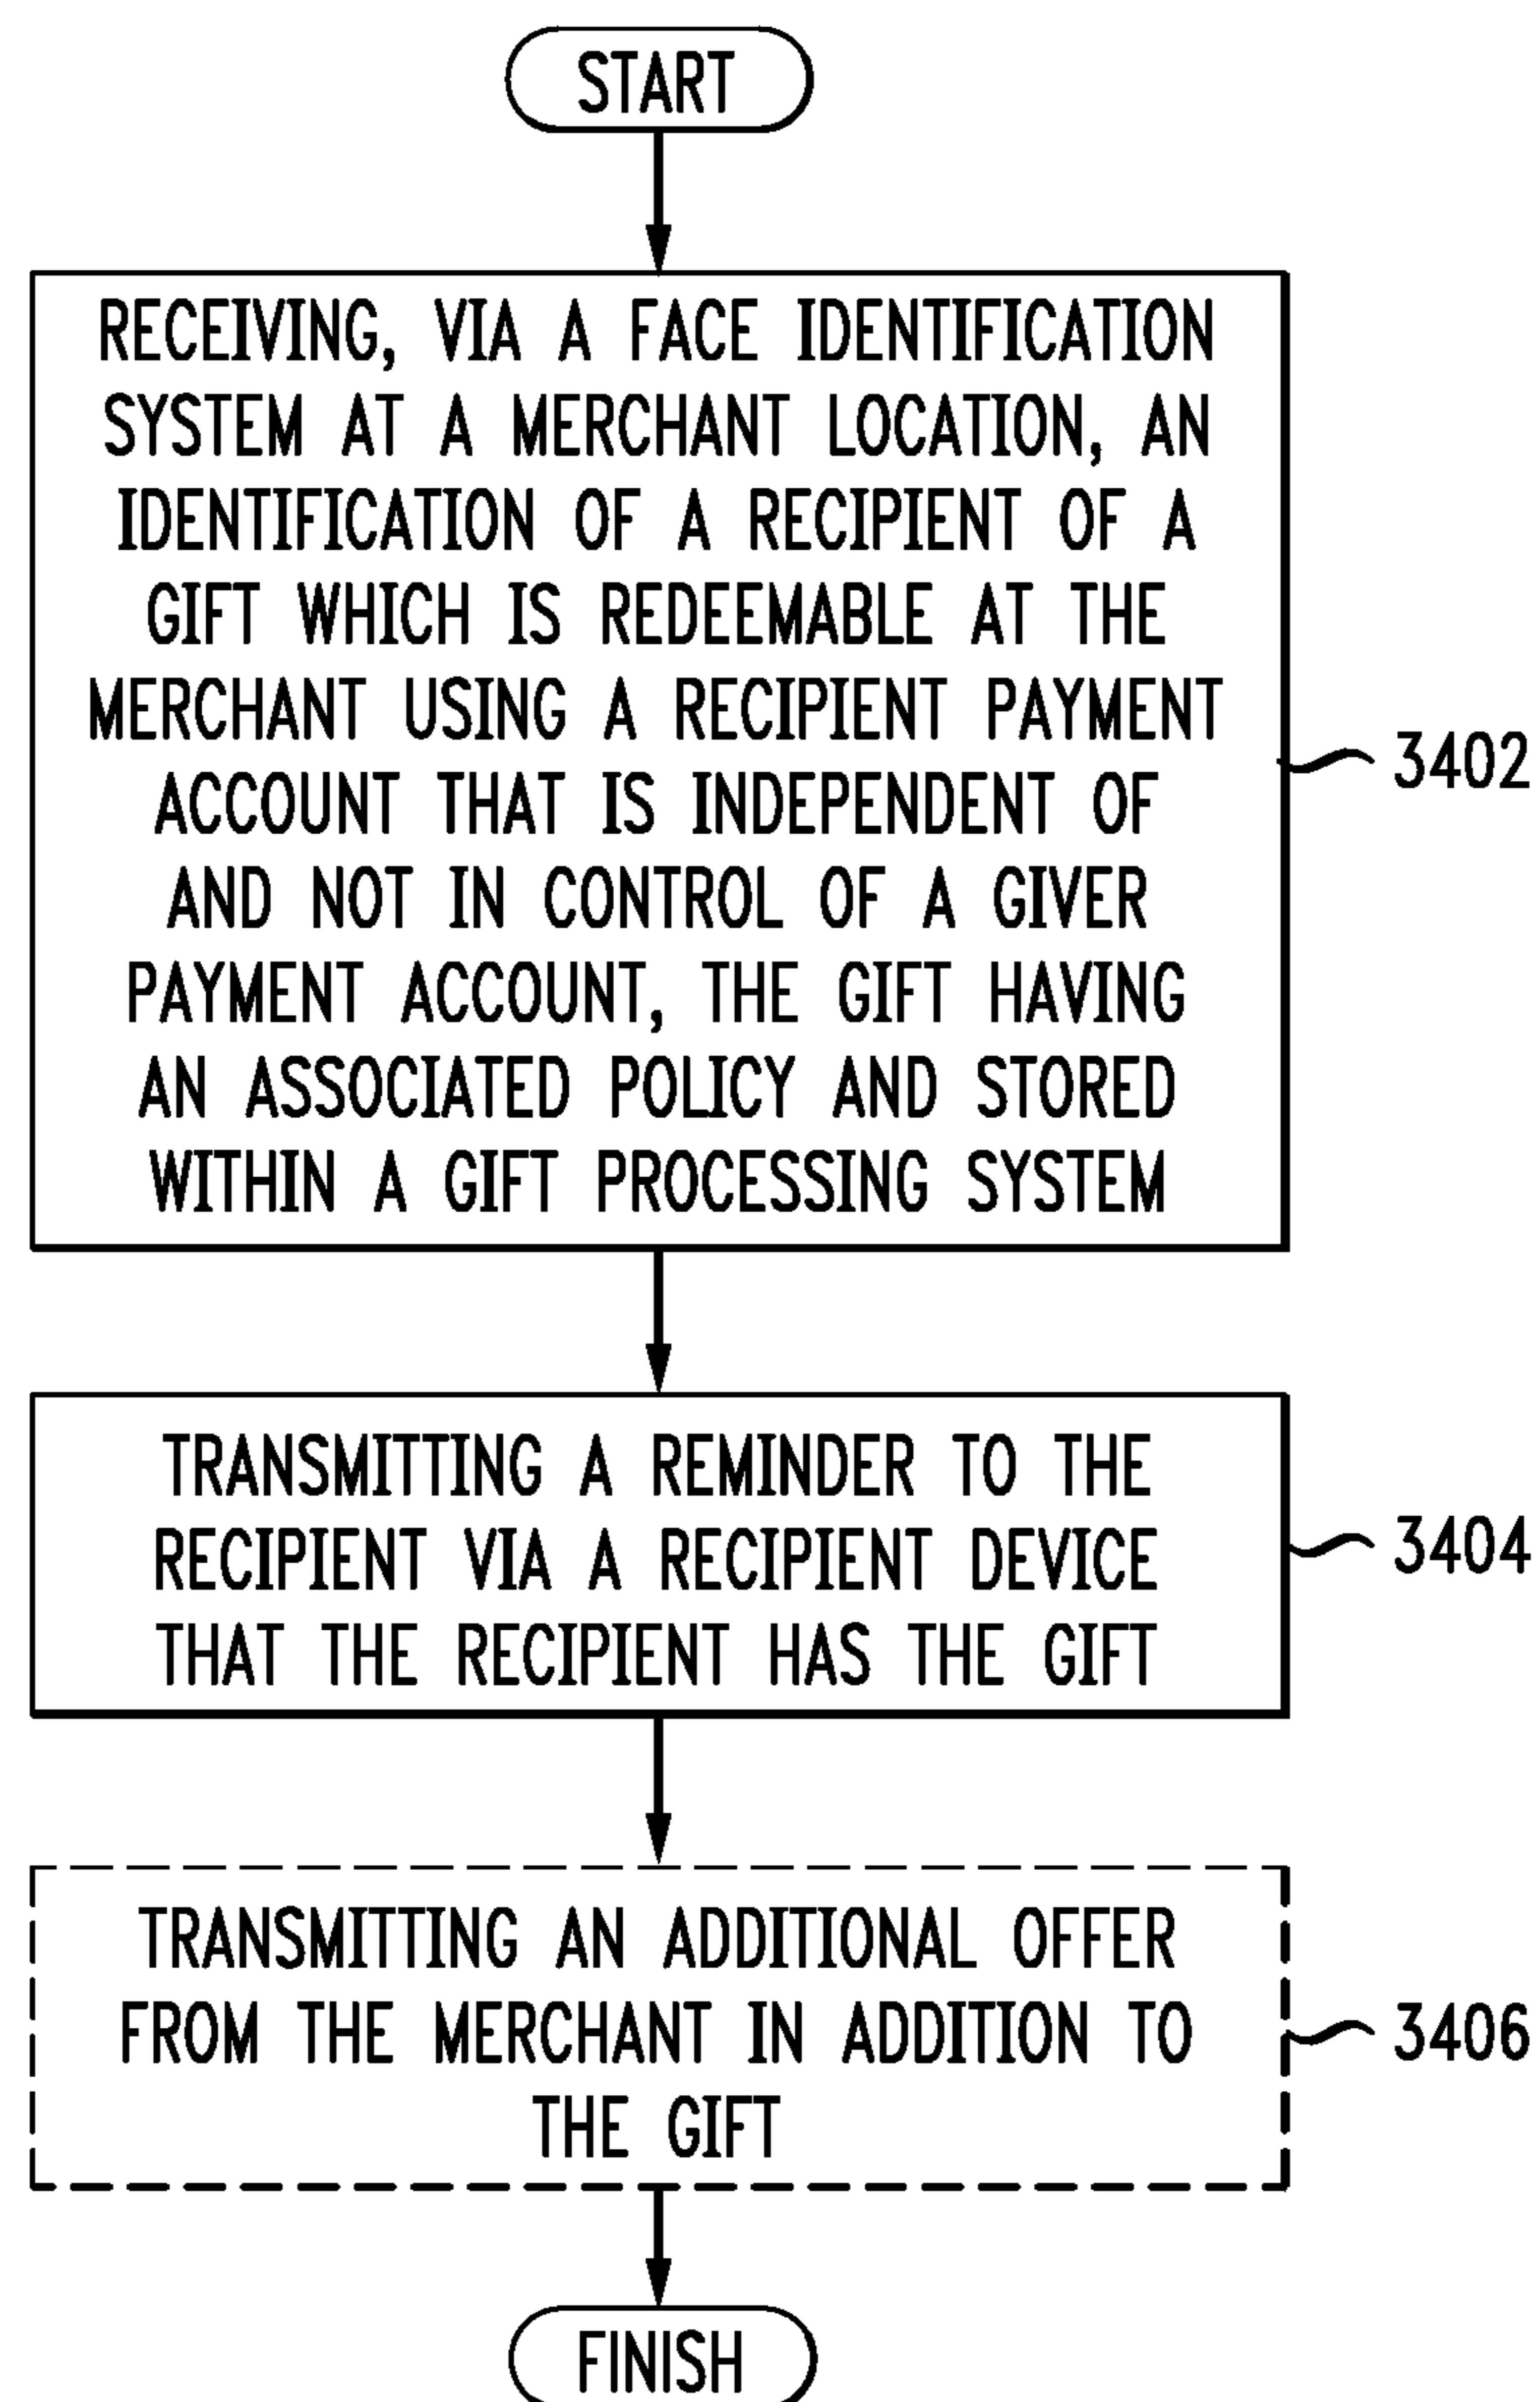 START
RECEIVING, VIA A FACE IDENTIFICATION
SYSTEM AT A MERCHANT LOCATION, AN
IDENTIFICATION OF A RECIPIENT OF A
GIFT WHICH IS REDEEMABLE AT THE
MERCHANT USING A RECIPIENT PAYMENT
ACCOUNT THAT IS INDEPENDENT OF
AND NOT IN CONTROL OF A GIVER
PAYMENT ACCOUNT, THE GIFT HAVING
AN ASSOCIATED POLICY AND STORED
WITHIN A GIFT PROCESSING SYSTEM
3402
TRANSMITTING A REMINDER TO THE
RECIPIENT VIA A RECIPIENT DEVICE
THAT THE RECIPIENT HAS THE GIFT
3404
TRANSMITTING AN ADDITIONAL OFFER
FROM THE MERCHANT IN ADDITION TO
THE GIFT
3406
FINISH